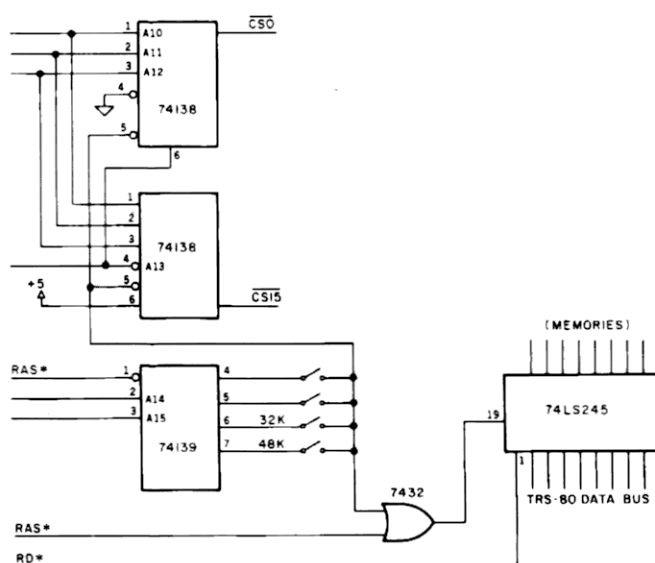 1 A10
2 A11
3 A12
4
5
74138
6
CS0
1
2
3
74138
4 A13
5
+5
6
CS15
RAS*
1
2 A14
3 A15
74139
4
5
6 32K
7 48K
(MEMORIES)
19
74LS245
1
TRS-80 DATA BUS
7432
RAS*
RD*